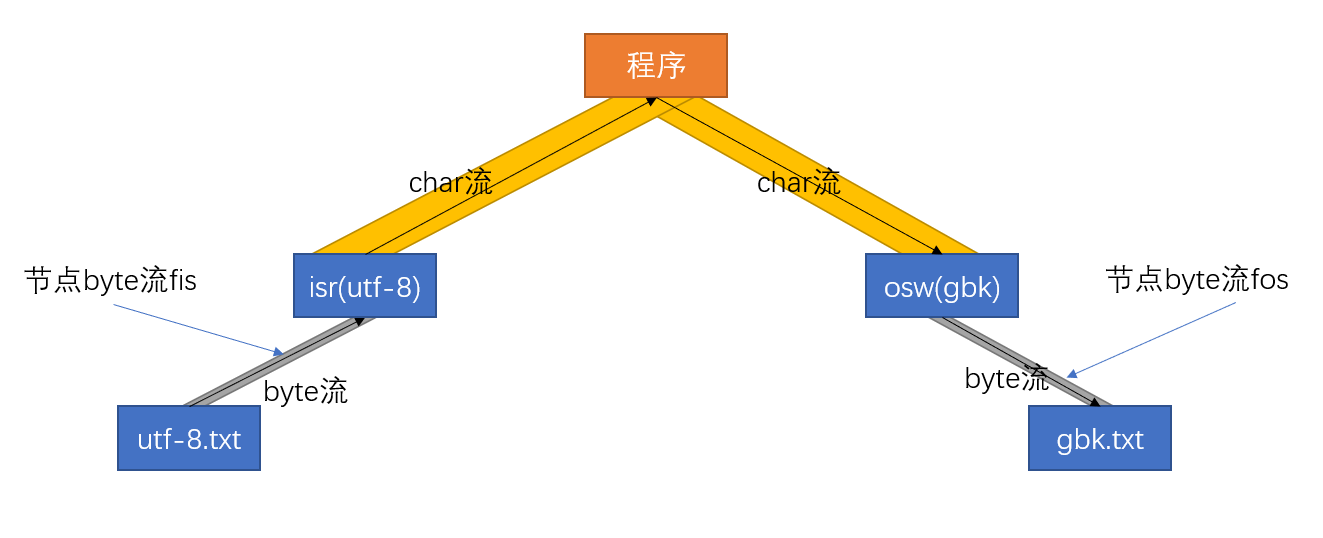 程序
char流
char流
节点byte流fis
isr(utf-8)
osw(gbk)
节点byte流fos
byte流
byte流
utf-8.txt
gbk.txt